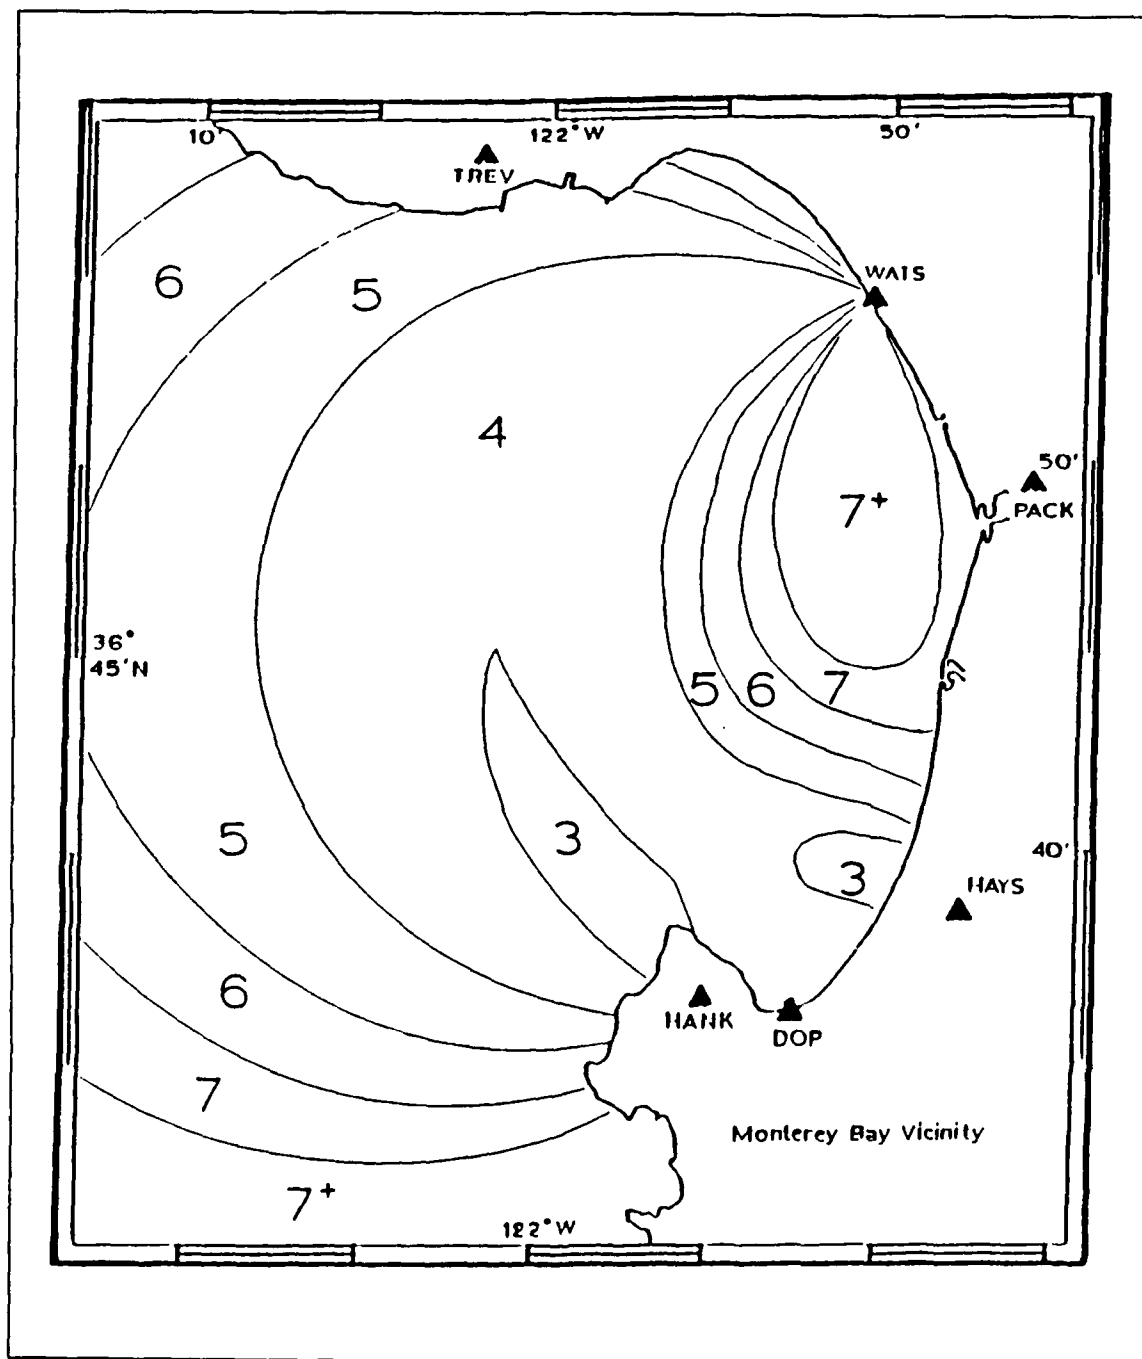 10'
122°W
50'
TREV
WATS
6
5
4
50'
7+
PACK
36°
45'N
5
6
7
5
3
40'
3
HAYS
6
HANK
DOP
7
Monterey Bay Vicinity
7+
122°W